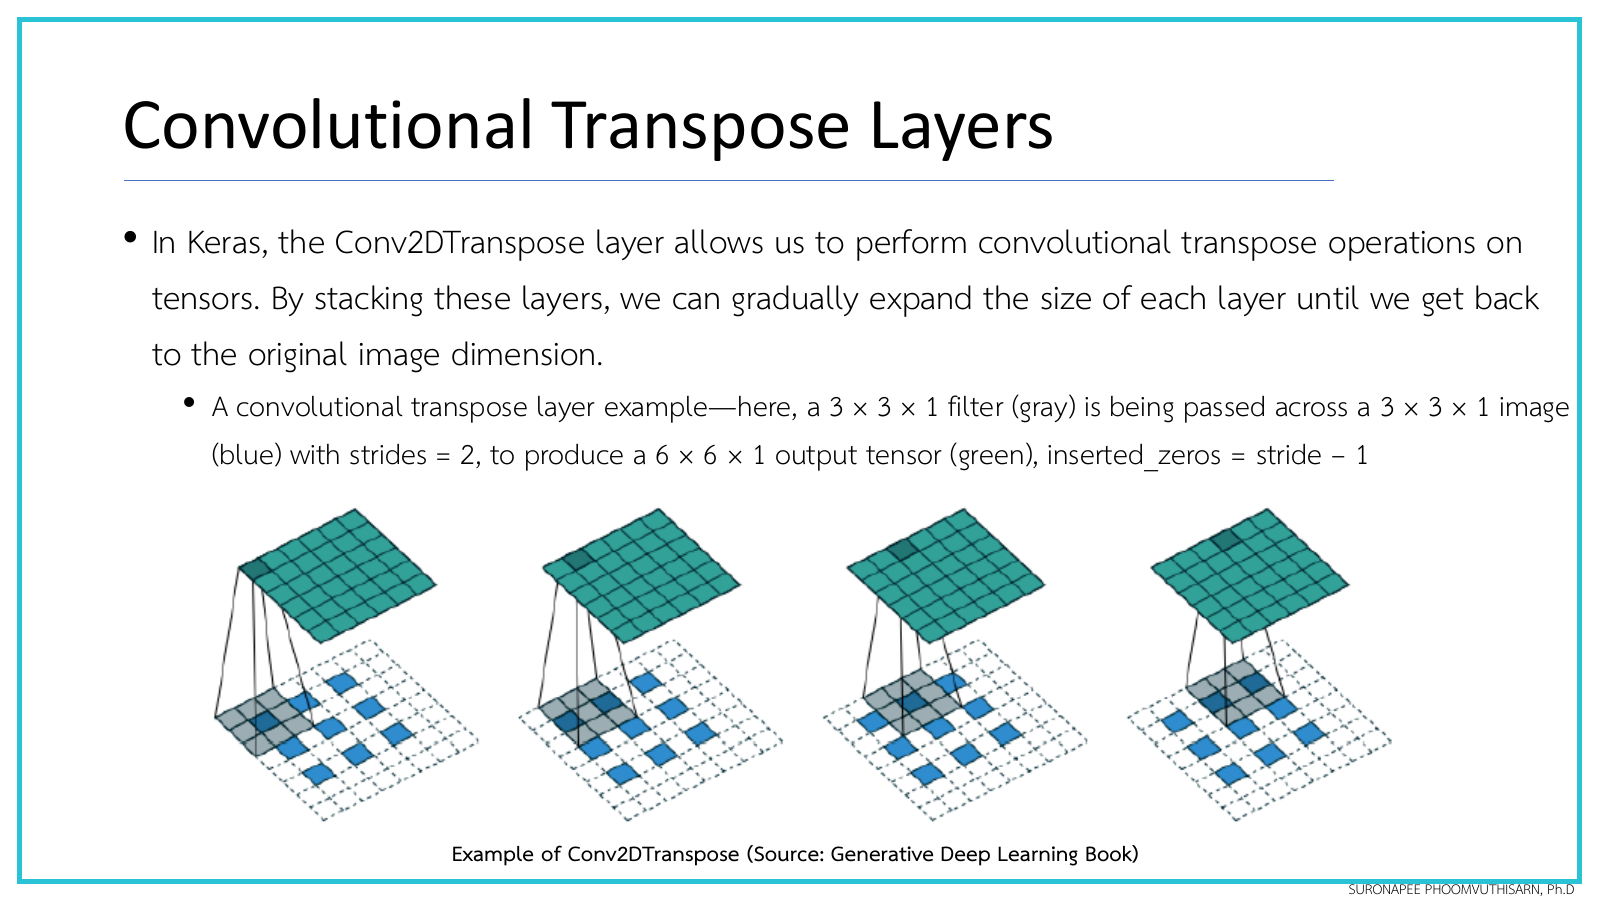 Convolutional Transpose Layers
• In Keras, the Conv2DTranspose layer allows us to perform convolutional transpose operations on
tensors. By stacking these layers, we can gradually expand the size of each layer until we get back
to the original image dimension.
• A convolutional transpose layer example—here, a 3 × 3 × 1 filter (gray) is being passed across a 3 × 3 × 1 image
(blue) with strides = 2, to produce a 6 × 6 × 1 output tensor (green), inserted_zeros = stride – 1
Example of Conv2DTranspose (Source: Generative Deep Learning Book)
SURONAPEE PHOOMVUTHISARN, Ph.D